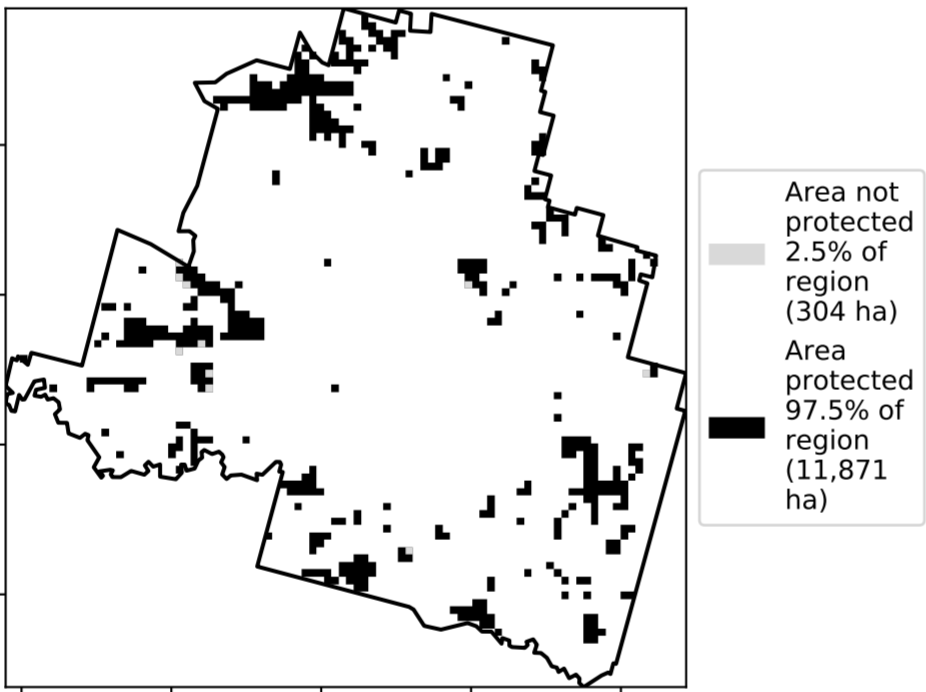 Area not
protected
2.5% of
region
(304 ha)
Area
protected
97.5% of
region
(11,871
ha)